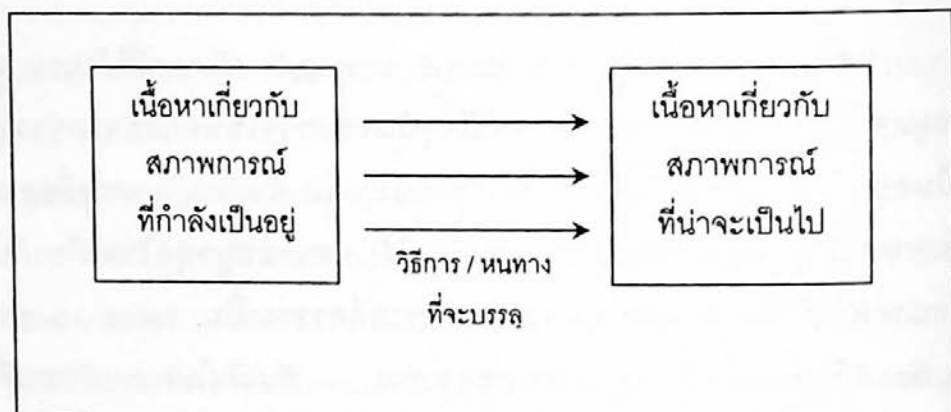 เนื้อหาเกี่ยวกับ
สภาพการณ์
ที่กำลังเป็นอยู่
วิธีการ / หนทาง
ที่จะบรรลุ
เนื้อหาเกี่ยวกับ
สภาพการณ์
ที่น่าจะเป็นไป